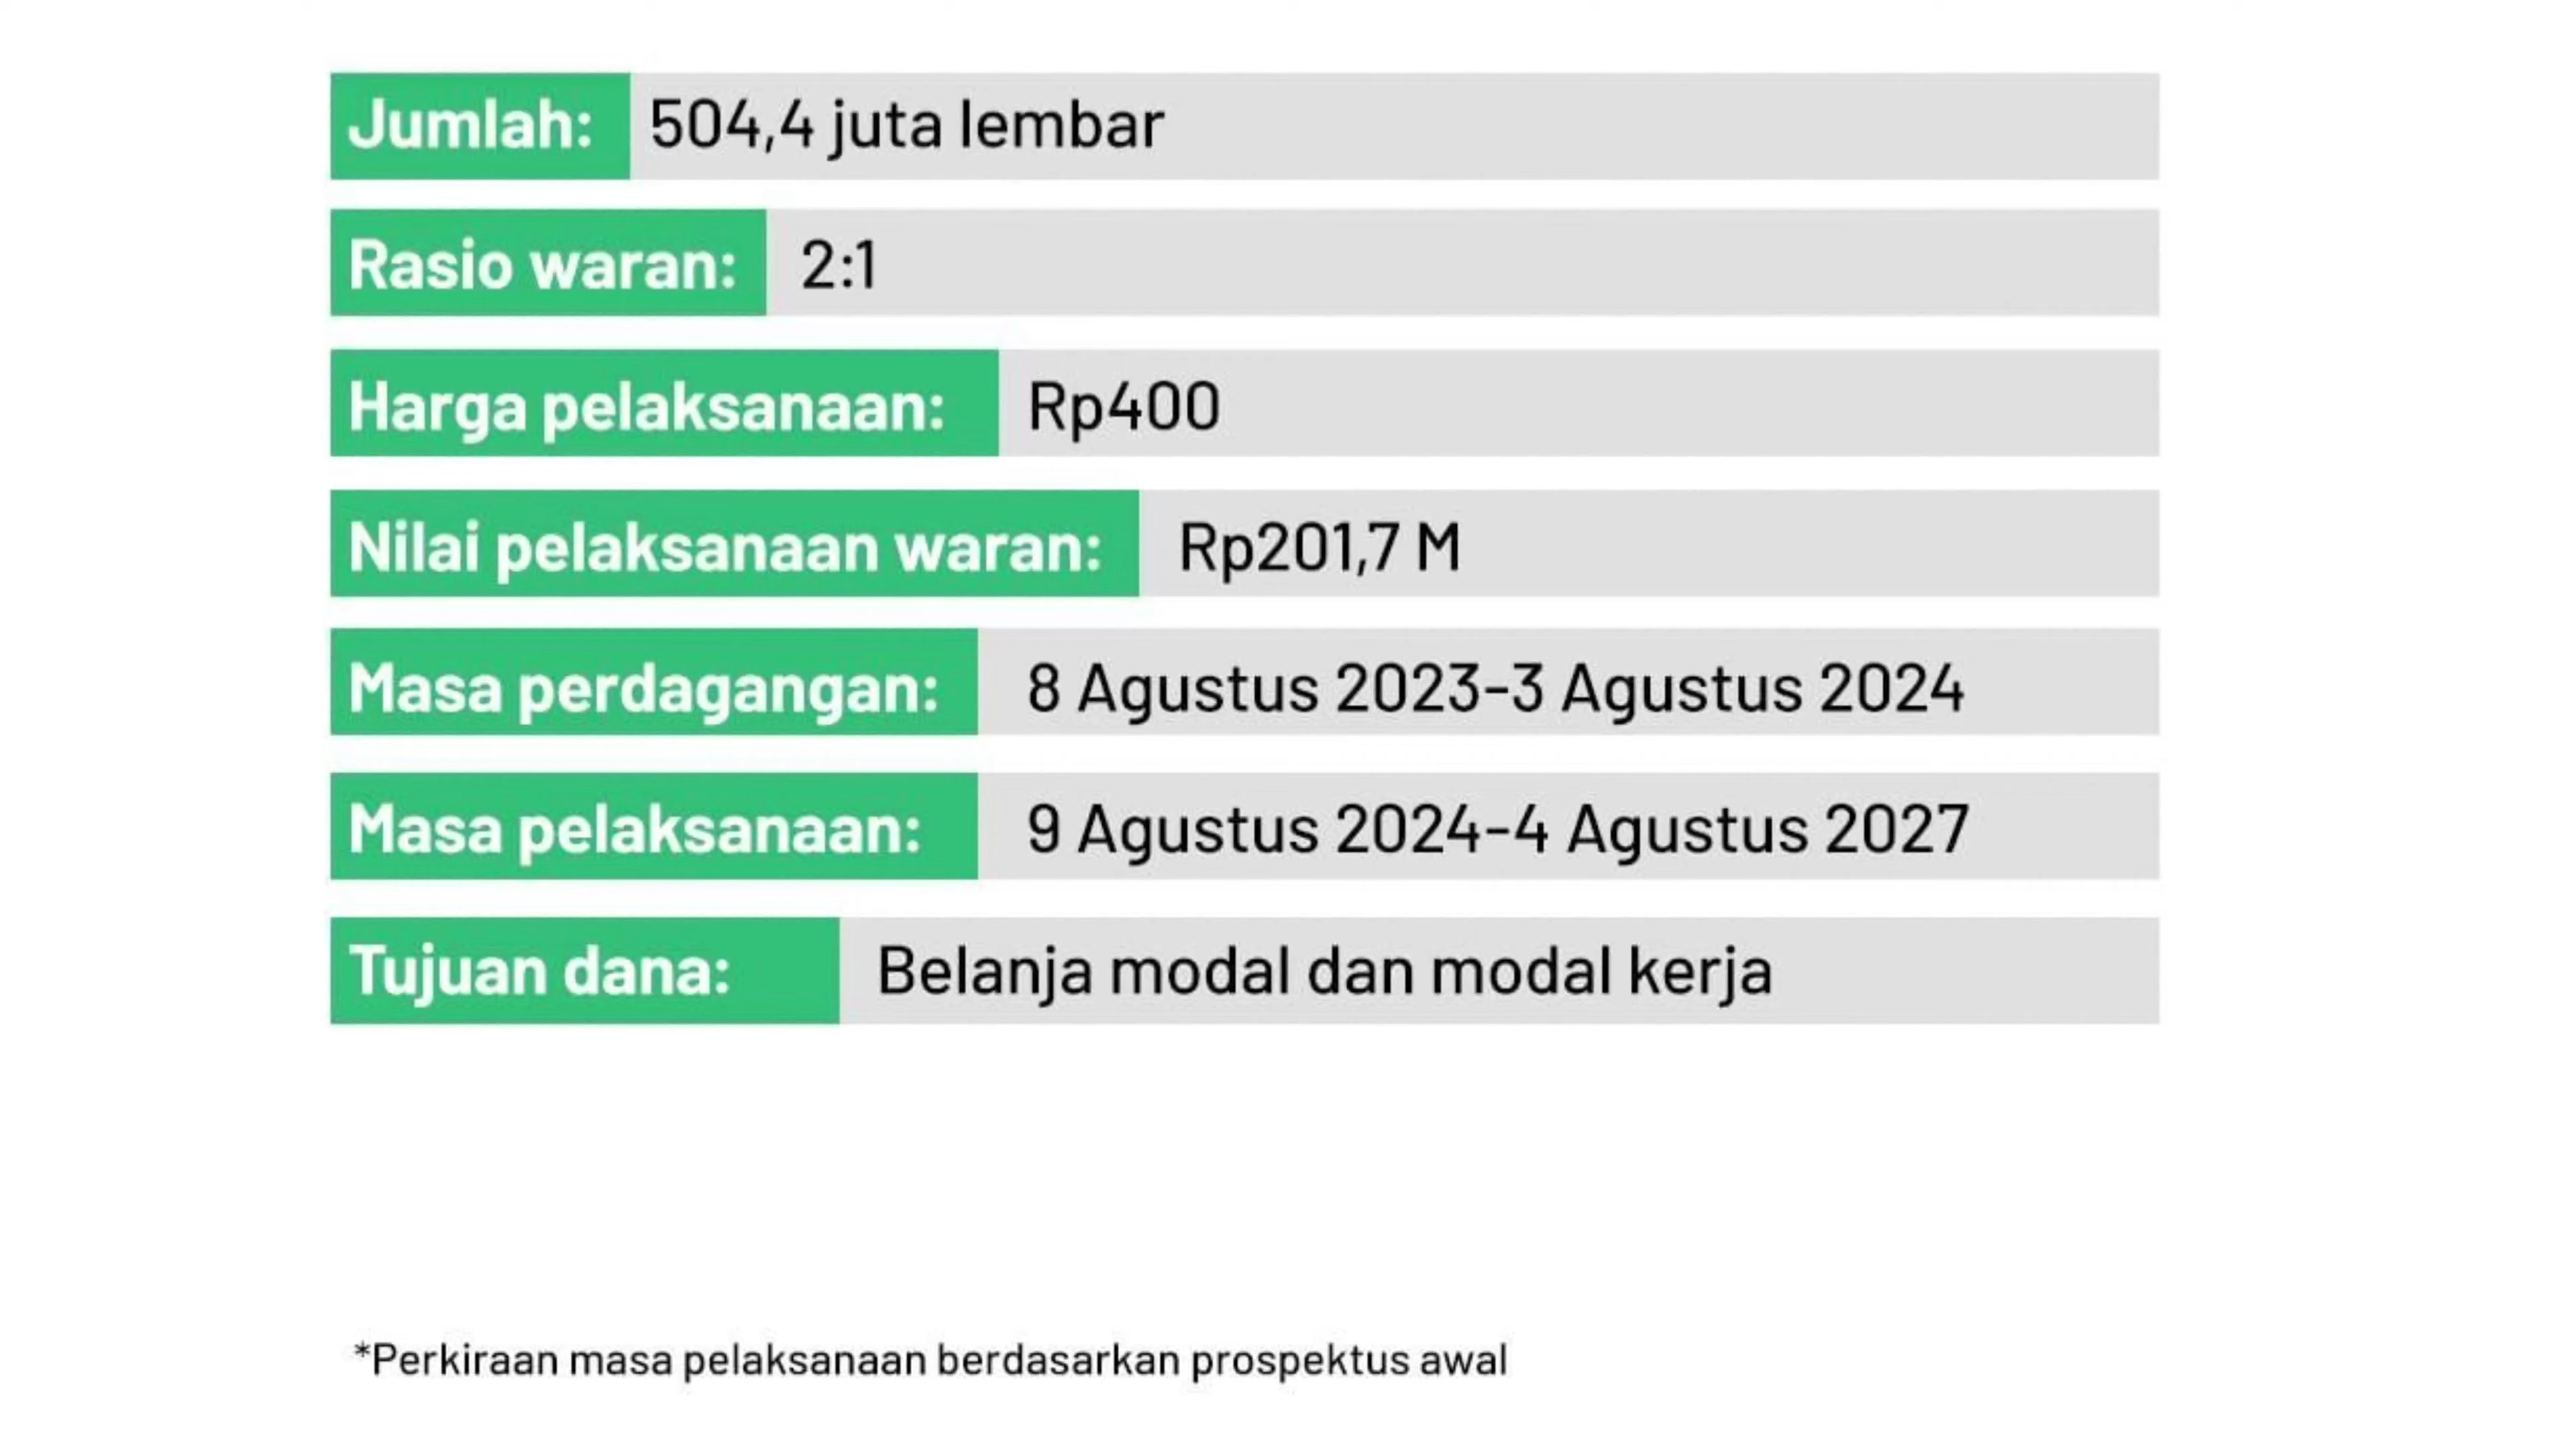 Jumlah: 504,4 juta lembar
Rasio waran: 2:1
Harga pelaksanaan: Rp400
Nilai pelaksanaan waran: Rp201,7 M
Masa perdagangan: 8 Agustus 2023-3 Agustus 2024
Masa pelaksanaan: 9 Agustus 2024-4 Agustus 2027
Tujuan dana: Belanja modal dan modal kerja
*Perkiraan masa pelaksanaan berdasarkan prospektus awal